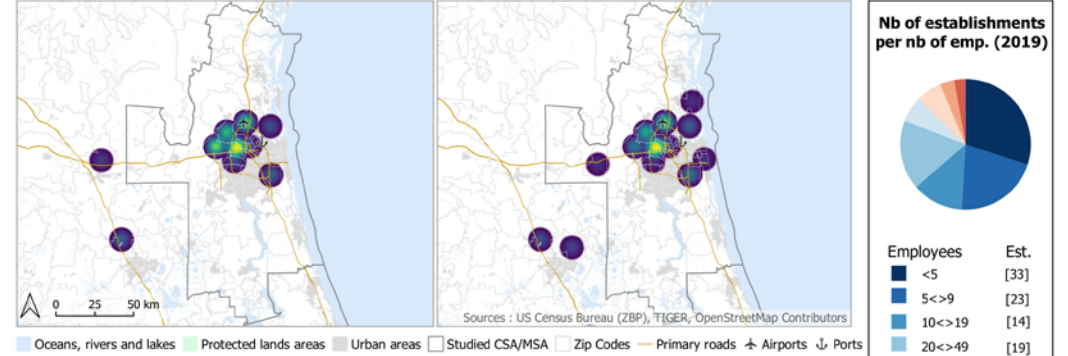 Nb of establishments
per nb of emp. (2019)
Employees Est.
<5 [33]
5<>9 [23]
10<>19 [14]
20<>49 [19]
0 25 50 km
Sources : US Census Bureau (ZBP), TIGER, OpenStreetMap Contributors
Oceans, rivers and lakes Protected lands areas Urban areas Studied CSA/MSA Zip Codes Primary roads Airports Ports